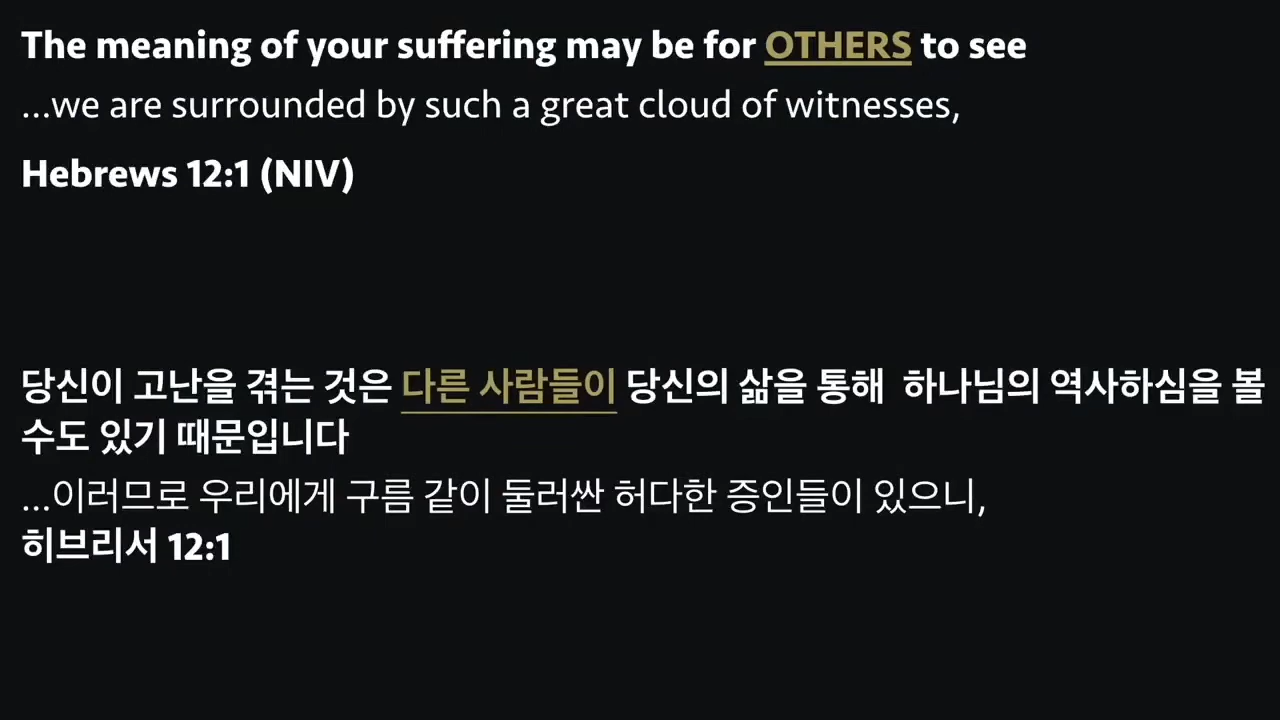 The meaning of your suffering may be for OTHERS to see
...we are surrounded by such a great cloud of witnesses,
Hebrews 12:1 (NIV)
당신이 고난을 겪는 것은 다른 사람들이 당신의 삶을 통해 하나님의 역사하심을 볼
수도 있기 때문입니다
...이러므로 우리에게 구름 같이 둘러싼 허다한 증인들이 있으니,
히브리서 12:1